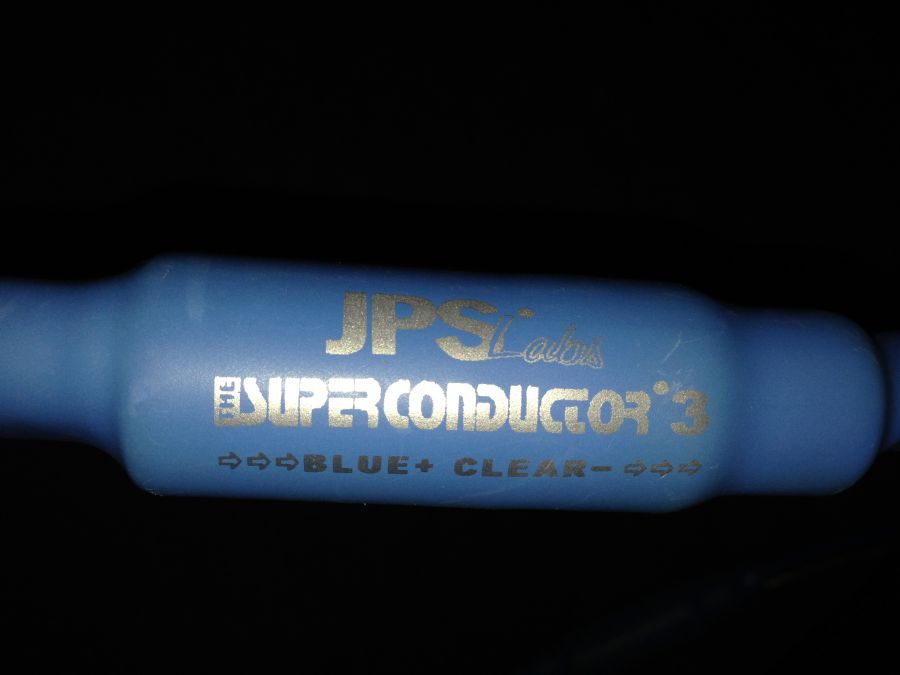 JPS Labs
THE SUPERCONDUCTOR® 3
⇨⇨⇨BLUE+ CLEAR- ⇨⇨⇨